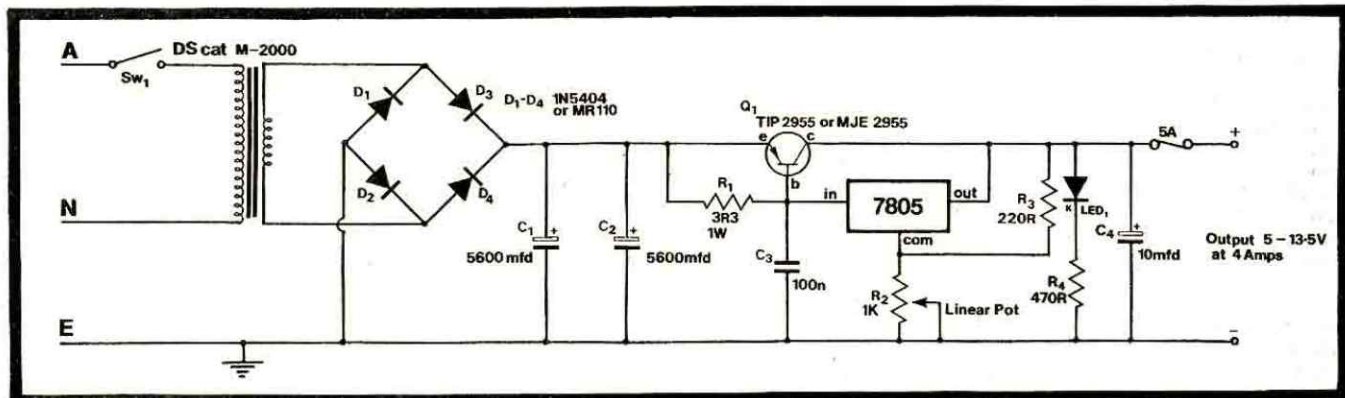 A
Sw1
DS cat M-2000
N
E
D1
D2
D3
D4
D1-D4 1N5404
or MR110
C1
5600mfd
+
C2
5600mfd
+
R1
3R3
1W
Q1
TIP 2955 or MJE 2955
e
c
b
C3
100n
in
7805
out
com
R2
1K
Linear Pot
R3
220R
K
LED1
R4
470R
C4
10mfd
+
5A
+
Output 5-13·5V
at 4 Amps
-